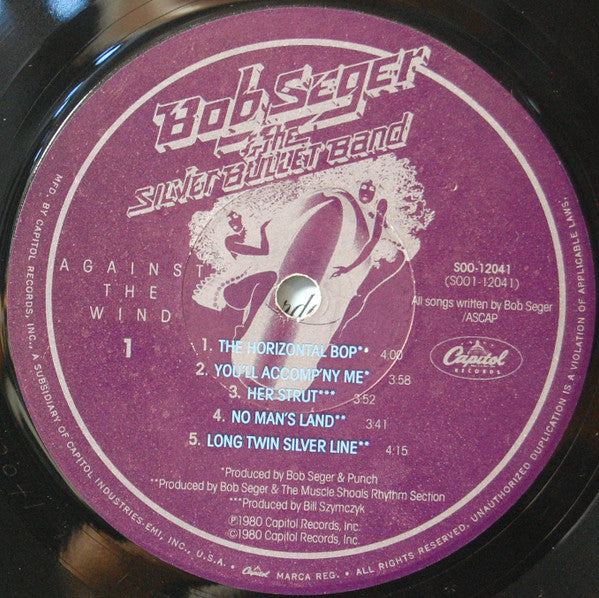 Bob Seger
& The
Silver Bullet Band
AGAINST
THE
WIND
1
SOO-12041
(SOO1-12041)
All songs written by Bob Seger
/ASCAP
Capitol
RECORDS
1. THE HORIZONTAL BOP** 4:00
2. YOU'LL ACCOMP'NY ME* 3:58
3. HER STRUT*** 3:52
4. NO MAN'S LAND** 3:41
5. LONG TWIN SILVER LINE** 4:15
*Produced by Bob Seger & Punch
**Produced by Bob Seger & The Muscle Shoals Rhythm Section
***Produced by Bill Szymczyk
℗1980 Capitol Records, Inc.
©1980 Capitol Records, Inc.
MFD. BY CAPITOL RECORDS, INC., A SUBSIDIARY OF CAPITOL INDUSTRIES-EMI, INC., U.S.A. • Capitol MARCA REG. • ALL RIGHTS RESERVED. UNAUTHORIZED DUPLICATION IS A VIOLATION OF APPLICABLE LAWS.